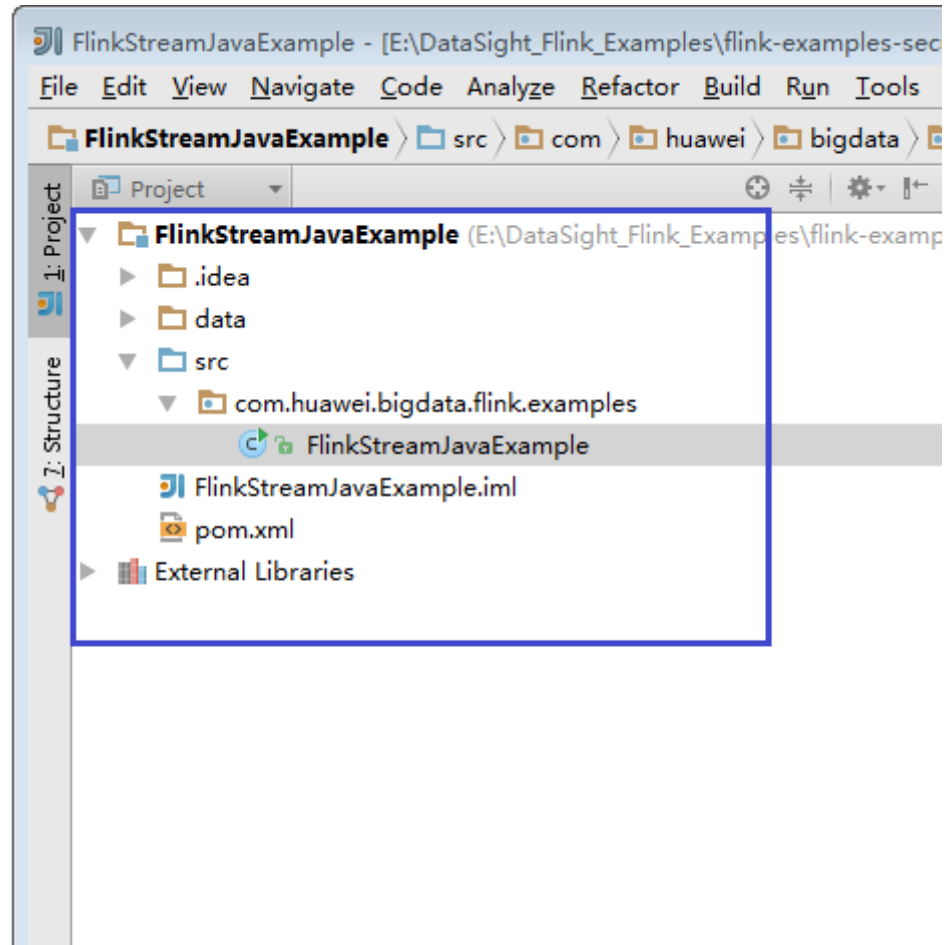 FlinkStreamJavaExample - [E:\DataSight_Flink_Examples\flink-examples-sec
File Edit View Navigate Code Analyze Refactor Build Run Tools
FlinkStreamJavaExample src com huawei bigdata
Project
1: Project
7: Structure
FlinkStreamJavaExample (E:\DataSight_Flink_Examples\flink-examp
.idea
data
src
com.huawei.bigdata.flink.examples
FlinkStreamJavaExample
FlinkStreamJavaExample.iml
pom.xml
External Libraries